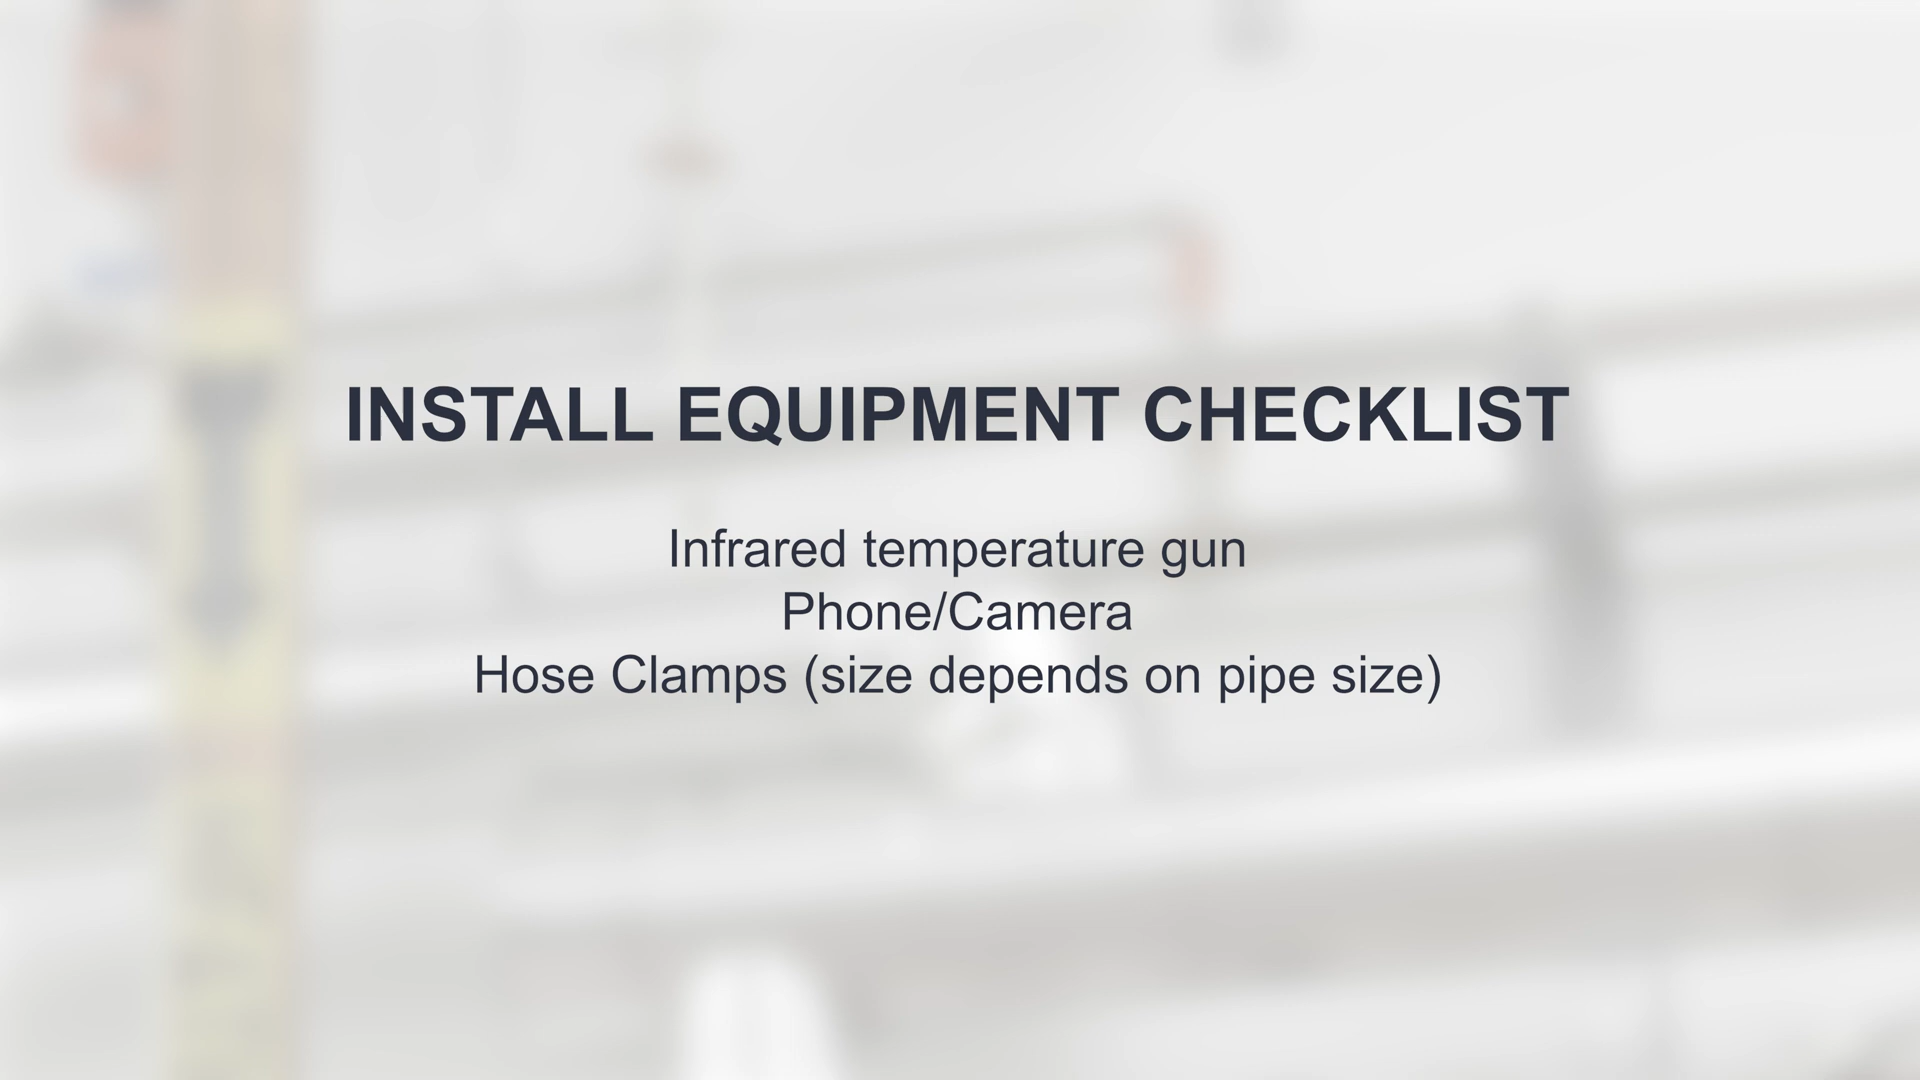 INSTALL EQUIPMENT CHECKLIST
Infrared temperature gun
Phone/Camera
Hose Clamps (size depends on pipe size)